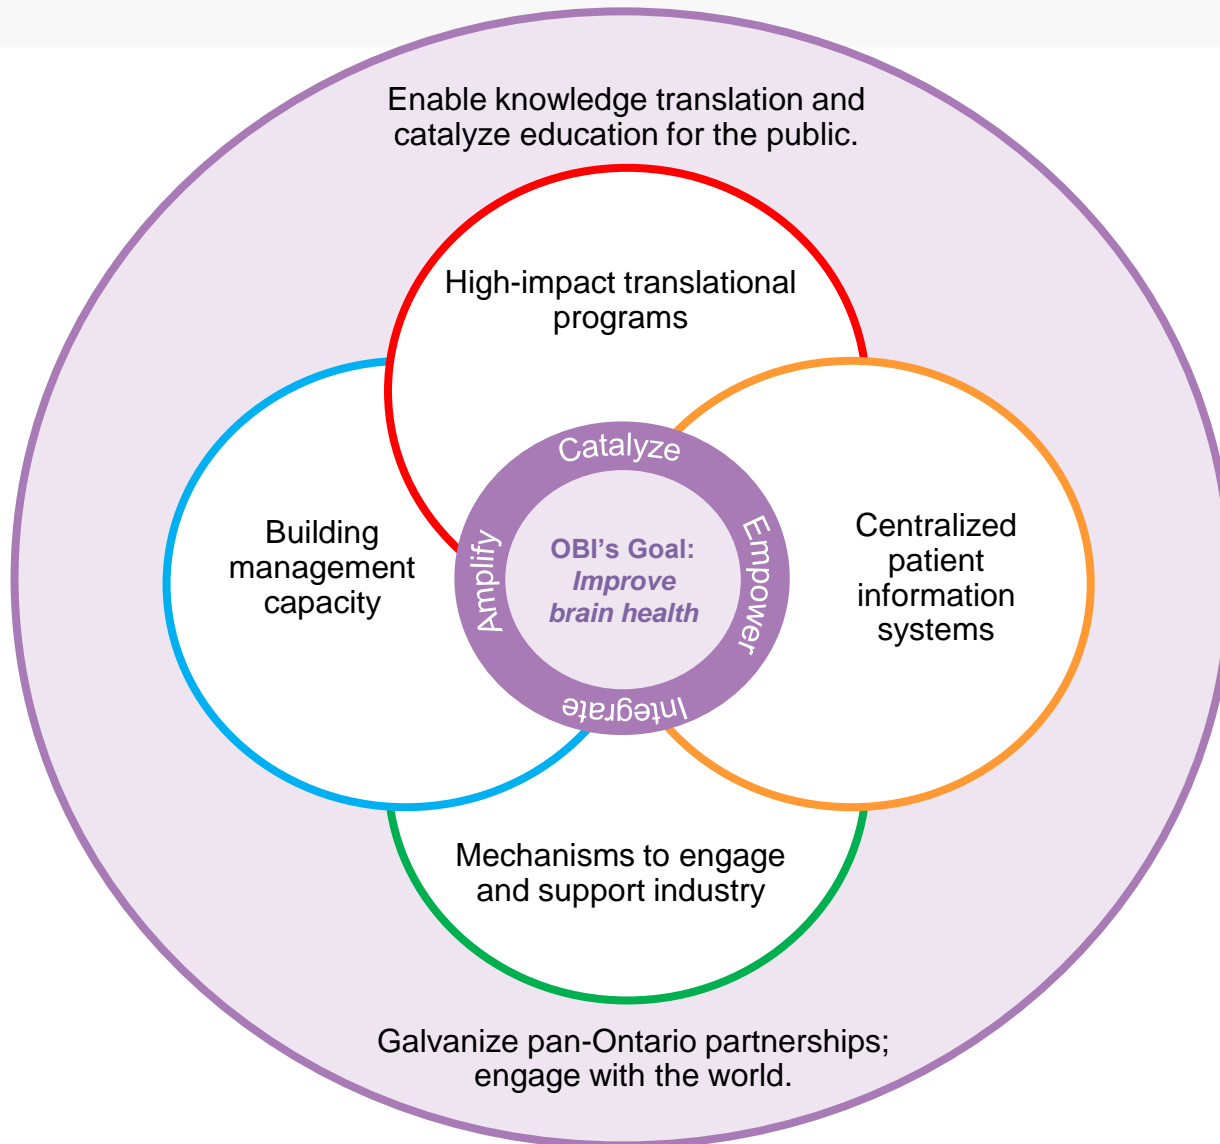 Enable knowledge translation and
catalyze education for the public.
High-impact translational
programs
Catalyze
Building
management
capacity
Amplify
OBI’s Goal:
Improve
brain health
Empower
Centralized
patient
information
systems
Integrate
Mechanisms to engage
and support industry
Galvanize pan-Ontario partnerships;
engage with the world.